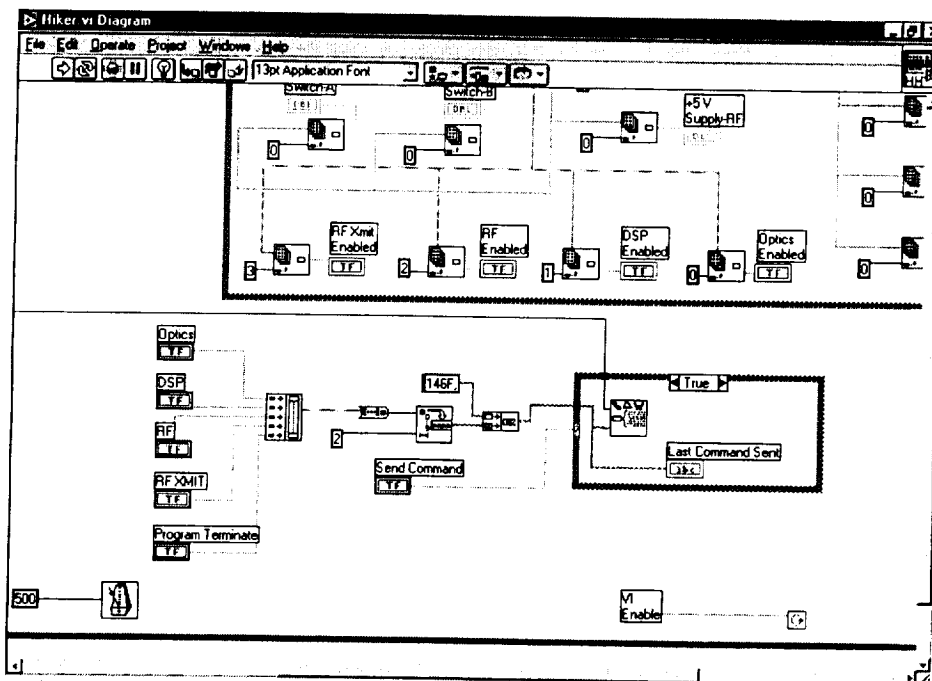 Hiker.vi Diagram
File Edit Operate Project Windows Help
13pt Application Font
HH
Switch-A
Switch-B
+5 V
Supply-RF
DBL
0
0
0
0
0
0
RF Xmit
Enabled
TF
RF
Enabled
TF
DSP
Enabled
TF
Optics
Enabled
TF
3
2
1
0
Optics
TF
DSP
TF
RF
TF
RF XMIT
TF
Program Terminate
TF
146F,
2
Send Command
TF
True
Last Command Sent
abc
500
VI
Enable